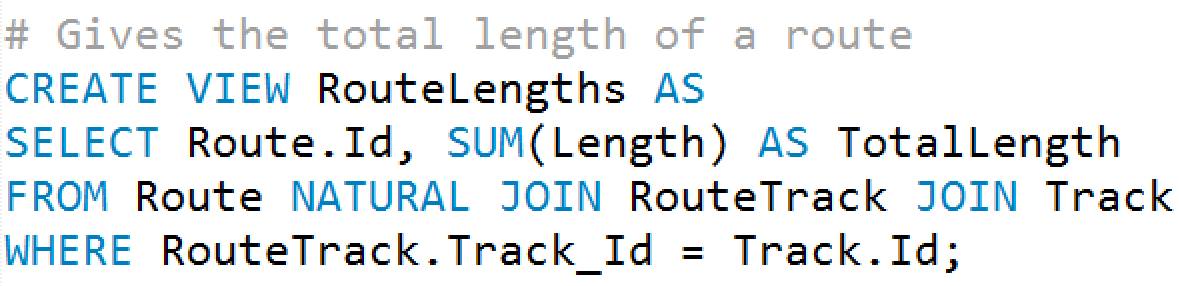 # Gives the total length of a route
CREATE VIEW RouteLengths AS
SELECT Route.Id, SUM(Length) AS TotalLength
FROM Route NATURAL JOIN RouteTrack JOIN Track
WHERE RouteTrack.Track_Id = Track.Id;